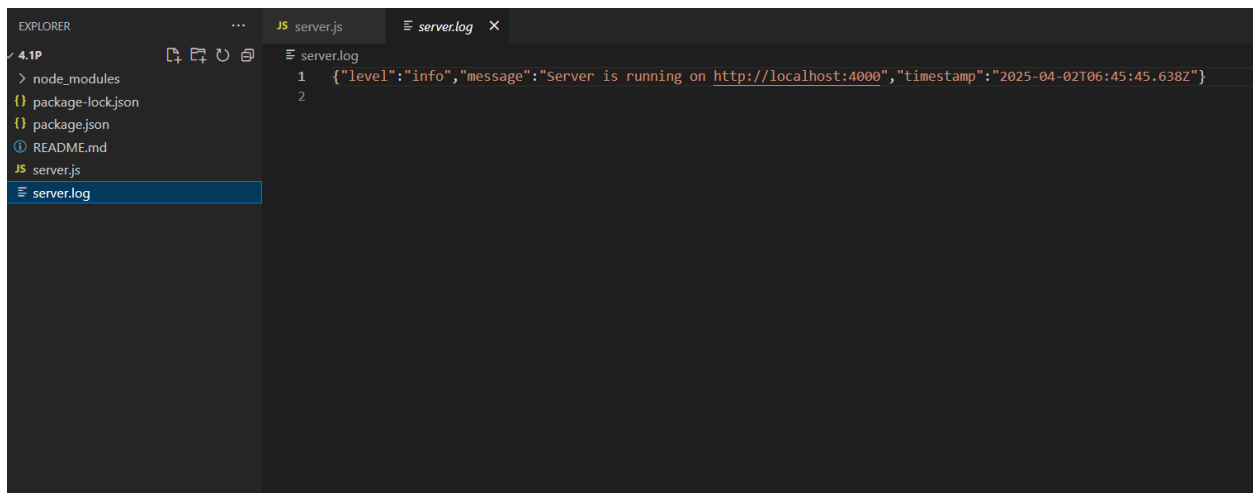 EXPLORER
4.1P
node_modules
{} package-lock.json
{} package.json
README.md
JS server.js
server.log
JS server.js
server.log
server.log
1 {"level":"info","message":"Server is running on http://localhost:4000","timestamp":"2025-04-02T06:45:45.638Z"}
2